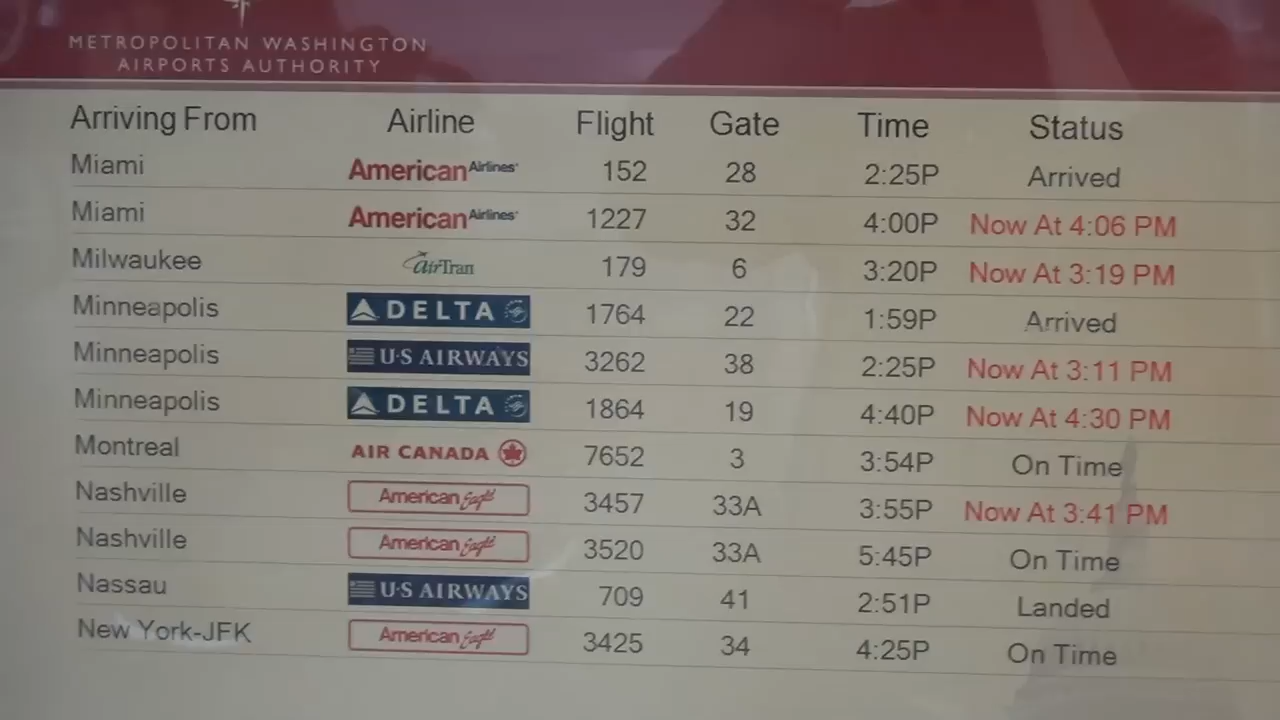 METROPOLITAN WASHINGTON
AIRPORTS AUTHORITY
Arriving From Airline Flight Gate Time Status
Miami American Airlines 152 28 2:25P Arrived
Miami American Airlines 1227 32 4:00P Now At 4:06 PM
Milwaukee airTran 179 6 3:20P Now At 3:19 PM
Minneapolis DELTA 1764 22 1:59P Arrived
Minneapolis U·S AIRWAYS 3262 38 2:25P Now At 3:11 PM
Minneapolis DELTA 1864 19 4:40P Now At 4:30 PM
Montreal AIR CANADA 7652 3 3:54P On Time
Nashville American Eagle 3457 33A 3:55P Now At 3:41 PM
Nashville American Eagle 3520 33A 5:45P On Time
Nassau U·S AIRWAYS 709 41 2:51P Landed
New York-JFK American Eagle 3425 34 4:25P On Time